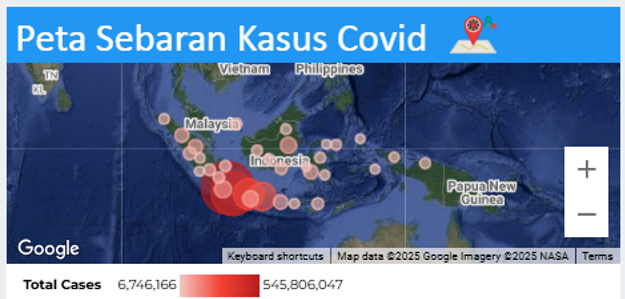 Peta Sebaran Kasus Covid
Vietnam Philippines
TN
KL
Malaysia
Indonesia
Papua New
Guinea
+
−
Google
Keyboard shortcuts Map data ©2025 Google Imagery ©2025 NASA Terms
Total Cases 6,746,166 545,806,047